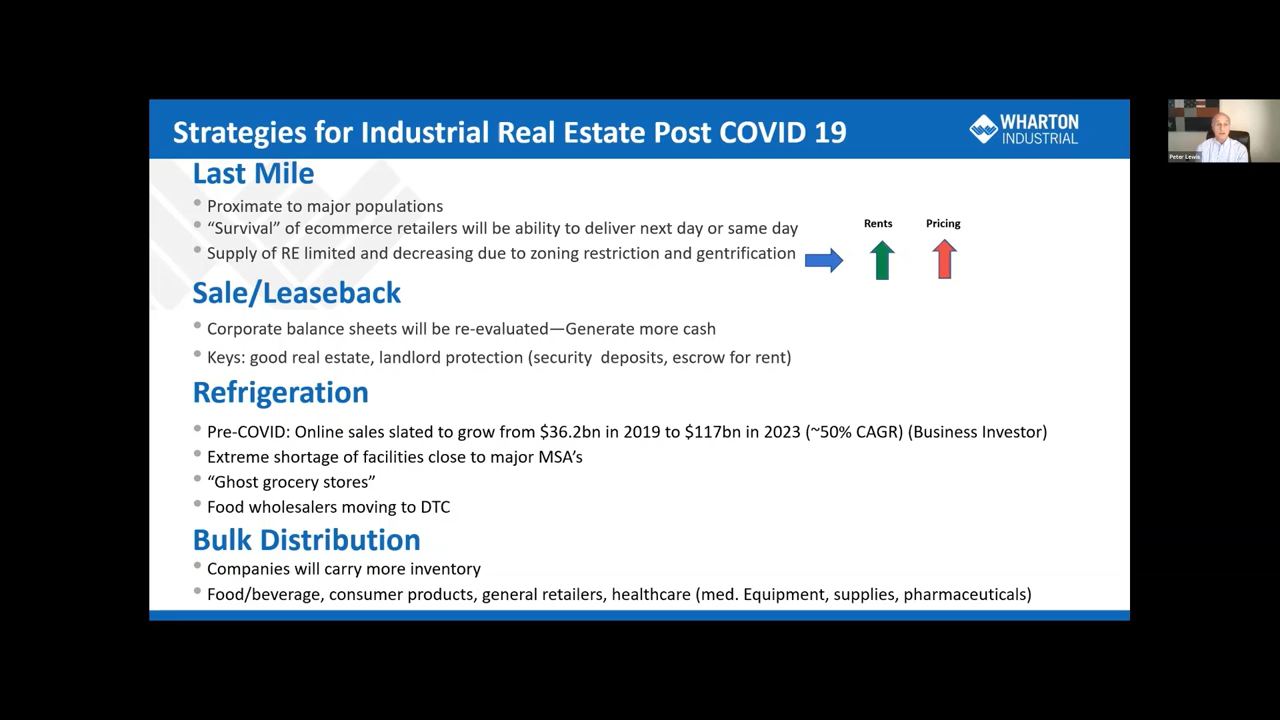 Strategies for Industrial Real Estate Post COVID 19
WHARTON
INDUSTRIAL
Peter Lewis
Last Mile
Proximate to major populations
“Survival” of ecommerce retailers will be ability to deliver next day or same day
Supply of RE limited and decreasing due to zoning restriction and gentrification
Rents
Pricing
Sale/Leaseback
Corporate balance sheets will be re-evaluated—Generate more cash
Keys: good real estate, landlord protection (security deposits, escrow for rent)
Refrigeration
Pre-COVID: Online sales slated to grow from $36.2bn in 2019 to $117bn in 2023 (~50% CAGR) (Business Investor)
Extreme shortage of facilities close to major MSA’s
“Ghost grocery stores”
Food wholesalers moving to DTC
Bulk Distribution
Companies will carry more inventory
Food/beverage, consumer products, general retailers, healthcare (med. Equipment, supplies, pharmaceuticals)